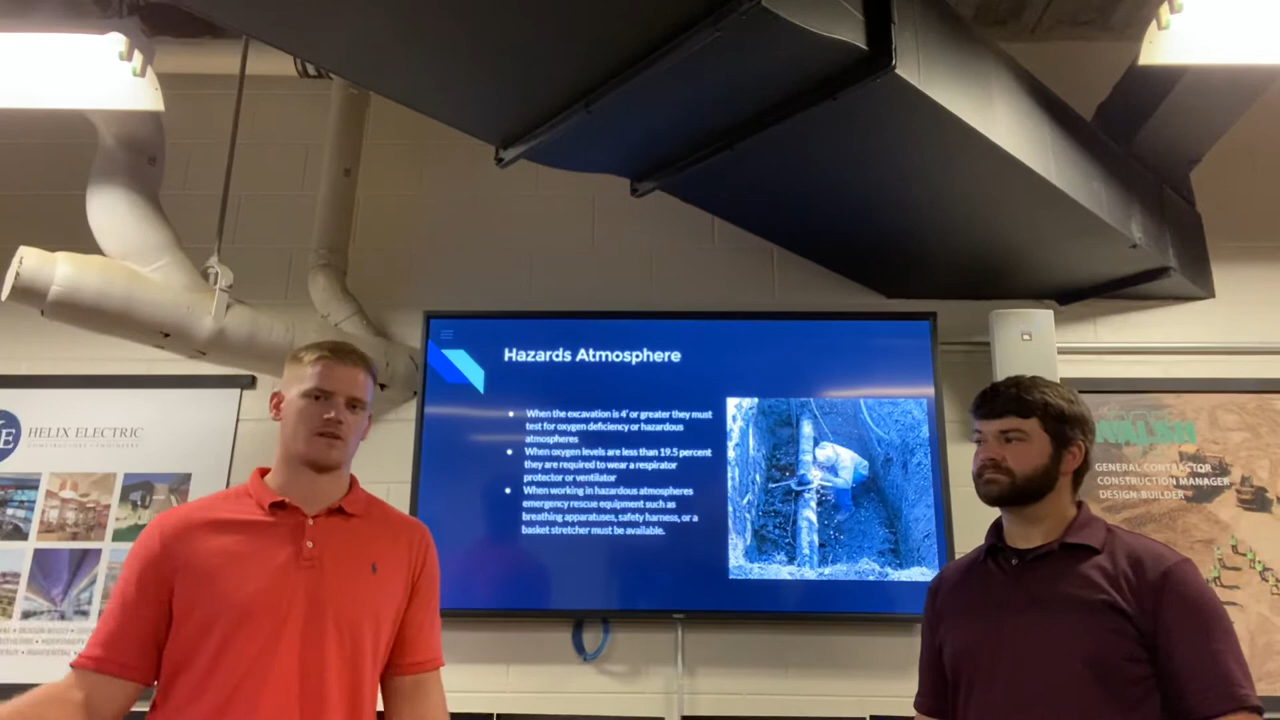 E
HELIX ELECTRIC
CONSTRUCTORS • ENGINEERS
Hazards Atmosphere
When the excavation is 4' or greater they must
test for oxygen deficiency or hazardous
atmospheres
When oxygen levels are less than 19.5 percent
they are required to wear a respirator
protector or ventilator
When working in hazardous atmospheres
emergency rescue equipment such as
breathing apparatuses, safety harness, or a
basket stretcher must be available.
WALSH
GENERAL CONTRACTOR
CONSTRUCTION MANAGER
DESIGN-BUILDER